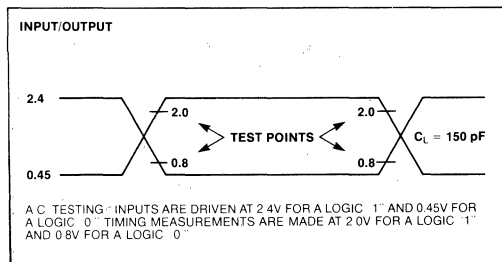 INPUT/OUTPUT
2.4
2.0
2.0
TEST POINTS
C_L = 150 pF
0.8
0.8
0.45
A C TESTING INPUTS ARE DRIVEN AT 2 4V FOR A LOGIC 1" AND 0.45V FOR
A LOGIC 0" TIMING MEASUREMENTS ARE MADE AT 2 0V FOR A LOGIC "1"
AND 0 8V FOR A LOGIC 0"